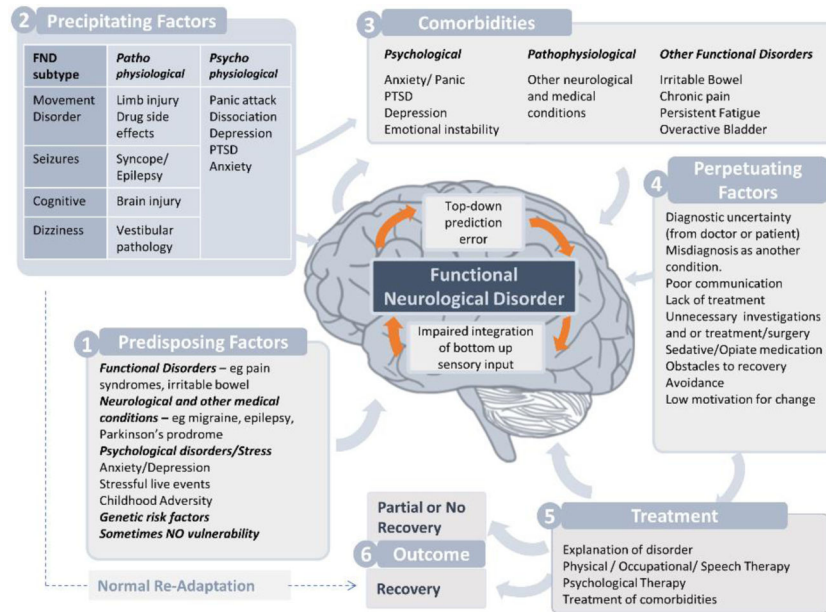 2 Precipitating Factors
FND subtype
Patho physiological
Psycho physiological
Movement Disorder
Limb injury
Drug side effects
Panic attack
Dissociation
Depression
PTSD
Anxiety
Seizures
Syncope/ Epilepsy
Cognitive
Brain injury
Dizziness
Vestibular pathology
3 Comorbidities
Psychological
Anxiety/ Panic
PTSD
Depression
Emotional instability
Pathophysiological
Other neurological
and medical
conditions
Other Functional Disorders
Irritable Bowel
Chronic pain
Persistent Fatigue
Overactive Bladder
Top-down
prediction
error
Functional
Neurological Disorder
Impaired integration
of bottom up
sensory input
4 Perpetuating
Factors
Diagnostic uncertainty
(from doctor or patient)
Misdiagnosis as another
condition.
Poor communication
Lack of treatment
Unnecessary investigations
and or treatment/surgery
Sedative/Opiate medication
Obstacles to recovery
Avoidance
Low motivation for change
1 Predisposing Factors
Functional Disorders – eg pain
syndromes, irritable bowel
Neurological and other medical
conditions – eg migraine, epilepsy,
Parkinson's prodrome
Psychological disorders/Stress
Anxiety/Depression
Stressful live events
Childhood Adversity
Genetic risk factors
Sometimes NO vulnerability
5 Treatment
Explanation of disorder
Physical / Occupational/ Speech Therapy
Psychological Therapy
Treatment of comorbidities
Partial or No
Recovery
6 Outcome
Recovery
Normal Re-Adaptation